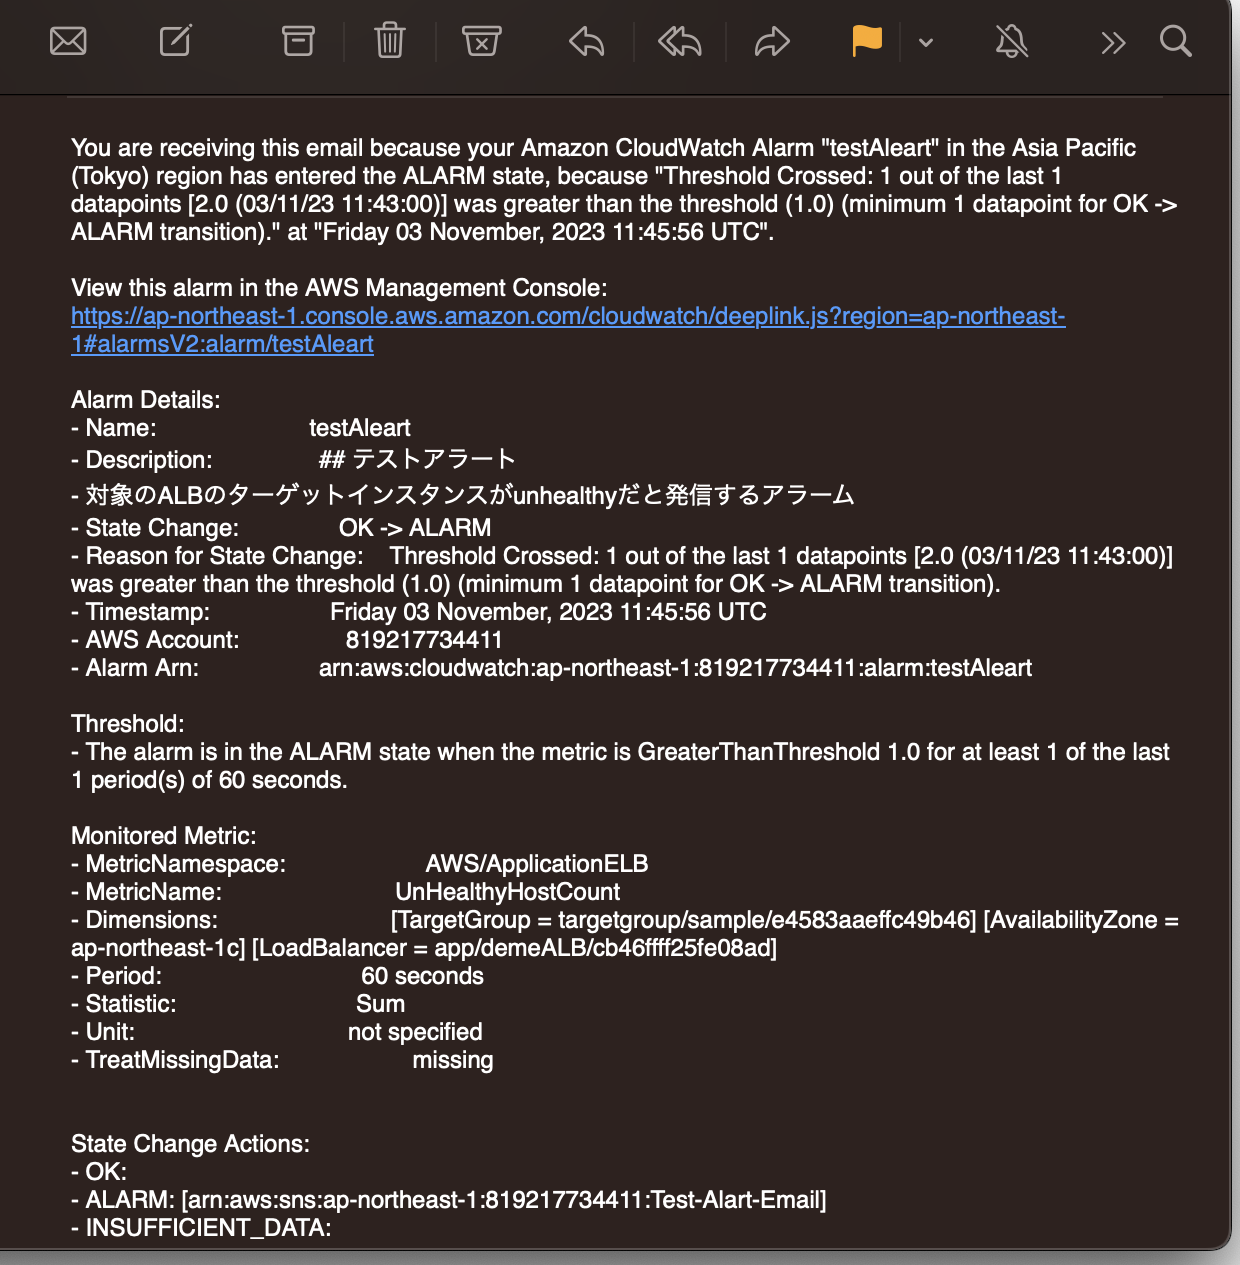 You are receiving this email because your Amazon CloudWatch Alarm "testAleart" in the Asia Pacific
(Tokyo) region has entered the ALARM state, because "Threshold Crossed: 1 out of the last 1
datapoints [2.0 (03/11/23 11:43:00)] was greater than the threshold (1.0) (minimum 1 datapoint for OK ->
ALARM transition)." at "Friday 03 November, 2023 11:45:56 UTC".
View this alarm in the AWS Management Console:
https://ap-northeast-1.console.aws.amazon.com/cloudwatch/deeplink.js?region=ap-northeast-
1#alarmsV2:alarm/testAleart
Alarm Details:
- Name: testAleart
- Description: ## テストアラート
- 対象のALBのターゲットインスタンスがunhealthyだと発信するアラーム
- State Change: OK -> ALARM
- Reason for State Change: Threshold Crossed: 1 out of the last 1 datapoints [2.0 (03/11/23 11:43:00)]
was greater than the threshold (1.0) (minimum 1 datapoint for OK -> ALARM transition).
- Timestamp: Friday 03 November, 2023 11:45:56 UTC
- AWS Account: 819217734411
- Alarm Arn: arn:aws:cloudwatch:ap-northeast-1:819217734411:alarm:testAleart
Threshold:
- The alarm is in the ALARM state when the metric is GreaterThanThreshold 1.0 for at least 1 of the last
1 period(s) of 60 seconds.
Monitored Metric:
- MetricNamespace: AWS/ApplicationELB
- MetricName: UnHealthyHostCount
- Dimensions: [TargetGroup = targetgroup/sample/e4583aaeffc49b46] [AvailabilityZone =
ap-northeast-1c] [LoadBalancer = app/demeALB/cb46ffff25fe08ad]
- Period: 60 seconds
- Statistic: Sum
- Unit: not specified
- TreatMissingData: missing
State Change Actions:
- OK:
- ALARM: [arn:aws:sns:ap-northeast-1:819217734411:Test-Alart-Email]
- INSUFFICIENT_DATA: